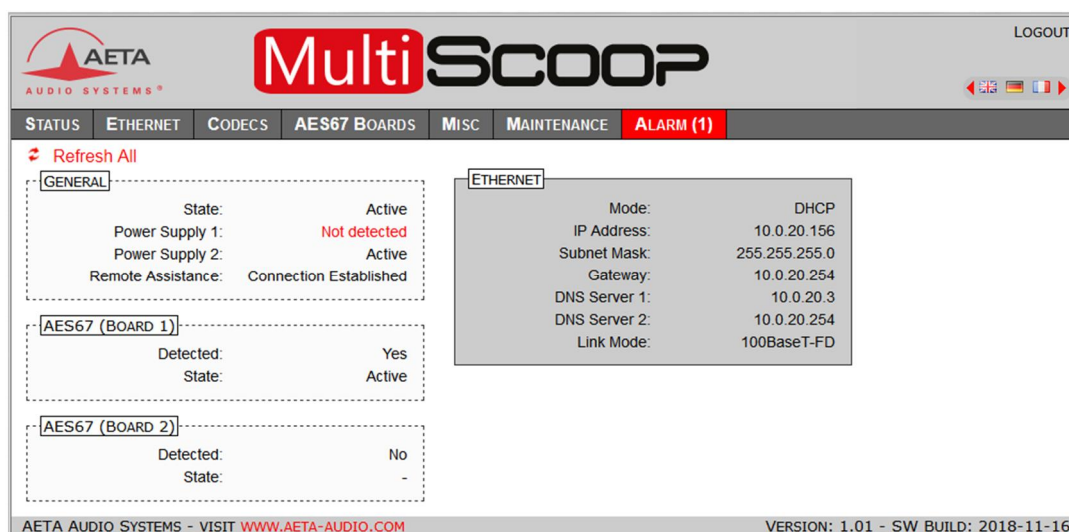 AETA
AUDIO SYSTEMS®
MultiScoop
LOGOUT
STATUS ETHERNET CODECS AES67 BOARDS MISC MAINTENANCE ALARM (1)
Refresh All
GENERAL
State: Active
Power Supply 1: Not detected
Power Supply 2: Active
Remote Assistance: Connection Established
AES67 (BOARD 1)
Detected: Yes
State: Active
AES67 (BOARD 2)
Detected: No
State: -
ETHERNET
Mode: DHCP
IP Address: 10.0.20.156
Subnet Mask: 255.255.255.0
Gateway: 10.0.20.254
DNS Server 1: 10.0.20.3
DNS Server 2: 10.0.20.254
Link Mode: 100BaseT-FD
AETA AUDIO SYSTEMS - VISIT WWW.AETA-AUDIO.COM
VERSION: 1.01 - SW BUILD: 2018-11-16